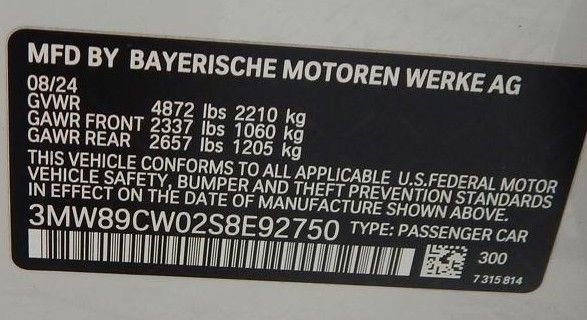 MFD BY BAYERISCHE MOTOREN WERKE AG
08/24
GVWR 4872 lbs 2210 kg
GAWR FRONT 2337 lbs 1060 kg
GAWR REAR 2657 lbs 1205 kg
THIS VEHICLE CONFORMS TO ALL APPLICABLE U.S.FEDERAL MOTOR
VEHICLE SAFETY, BUMPER AND THEFT PREVENTION STANDARDS
IN EFFECT ON THE DATE OF MANUFACTURE SHOWN ABOVE.
3MW89CW02S8E92750 TYPE: PASSENGER CAR
300
7 315 814